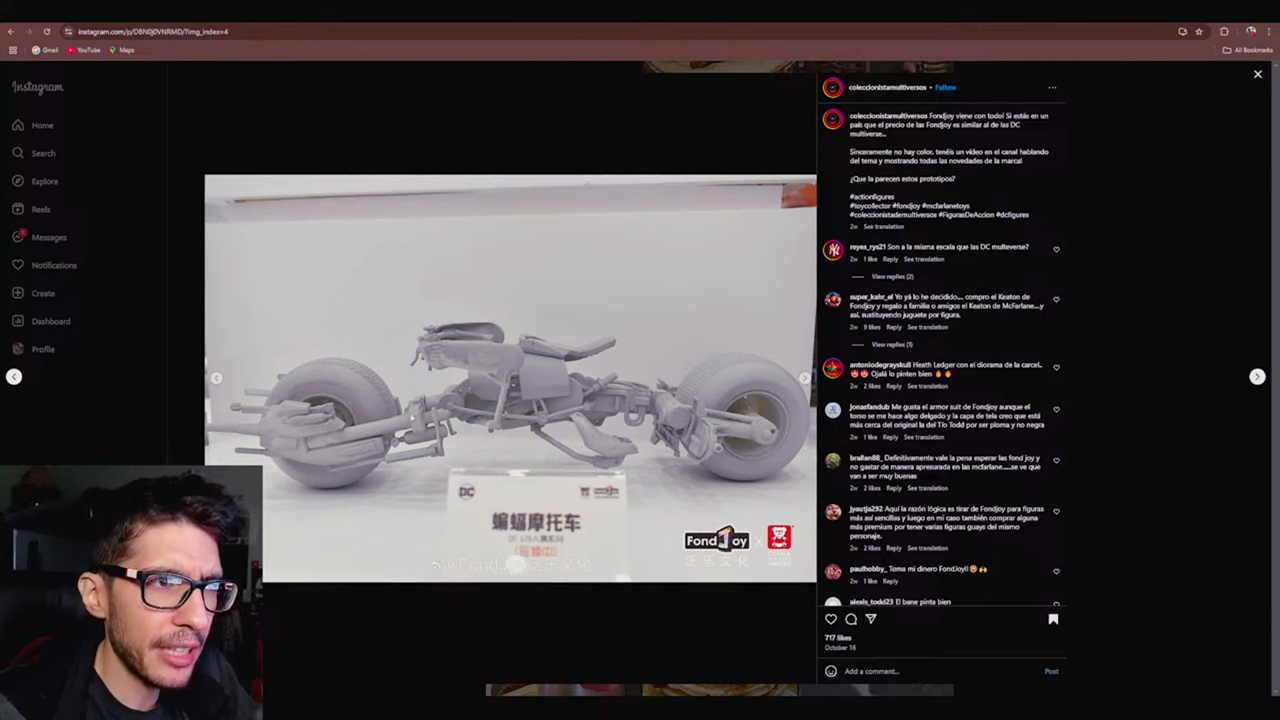 instagram.com/p/DBN0j0VNRMD/?img_index=4
Gmail
YouTube
Maps
All Bookmarks
Instagram
Home
Search
Explore
Reels
Messages
Notifications
Create
Dashboard
Profile
coleccionistamultiversos • Follow
coleccionistamultiversos Fondjoy viene con todo! Si estás en un
país que el precio de las Fondjoy es similar al de las DC
multiverse...
Sinceramente no hay color, tenéis un vídeo en el canal hablando
del tema y mostrando todas las novedades de la marca!
¿Que la parecen estos prototipos?
#actionfigures
#toycollector #fondjoy #mcfarlanetoys
#coleccionistademultiversos #FigurasDeAccion #dcfigures
2w See translation
reyes_rys21 Son a la misma escala que las DC multeverse?
2w 1 like Reply See translation
View replies (2)
super_kahr_el Yo yá lo he decidido.... compro el Keaton de
Fondjoy y regalo a familia o amigos el Keaton de McFarlane....y
así, sustituyendo juguete por figura.
2w 9 likes Reply See translation
View replies (1)
antoniodegrayskull Heath Ledger con el diorama de la carcel..
Ojalá lo pinten bien
2w 2 likes Reply See translation
jonasfandub Me gusta el armor suit de Fondjoy aunque el
torso se me hace algo delgado y la capa de tela creo que está
más cerca del original la del Tío Todd por ser ploma y no negra
2w 1 like Reply See translation
brallan88_ Definitivamente vale la pena esperar las fond joy y
no gastar de manera apresurada en las mcfarlane......se ve que
van a ser muy buenas
2w 2 likes Reply See translation
jyautja292 Aquí la razón lógica es tirar de Fondjoy para figuras
más así sencillas y luego en mi caso también comprar alguna
más premium por tener varias figuras guays del mismo
personaje.
2w 2 likes Reply See translation
paulhobby_ Toma mi dinero FondJoy!!
2w 1 like Reply
alexis_todd23 El bane pinta bien
717 likes
October 16
Add a comment...
Post
DC
蝙蝠摩托车
FondJoy X
泛乐文化